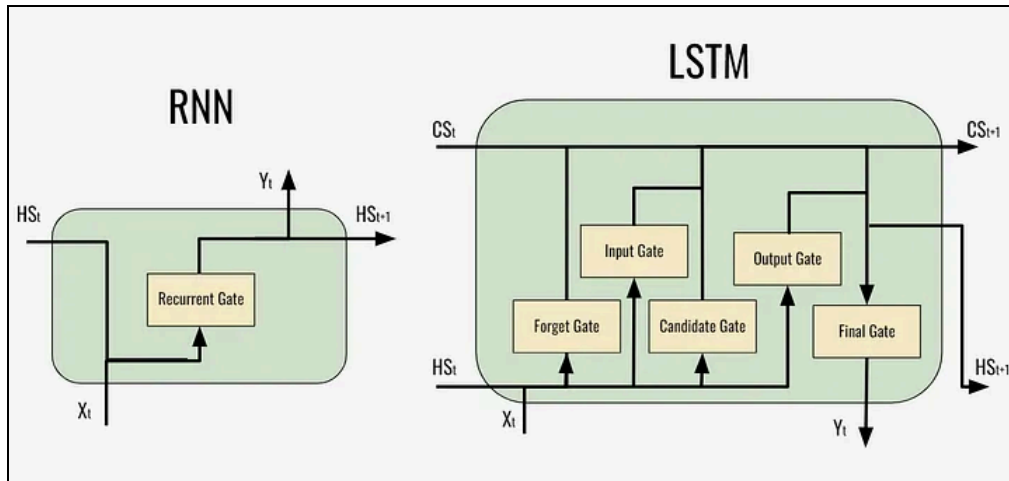 RNN
HSt
Yt
HSt+1
Recurrent Gate
Xt
LSTM
CSt
CSt+1
Input Gate
Output Gate
Forget Gate
Candidate Gate
Final Gate
HSt
HSt+1
Xt
Yt